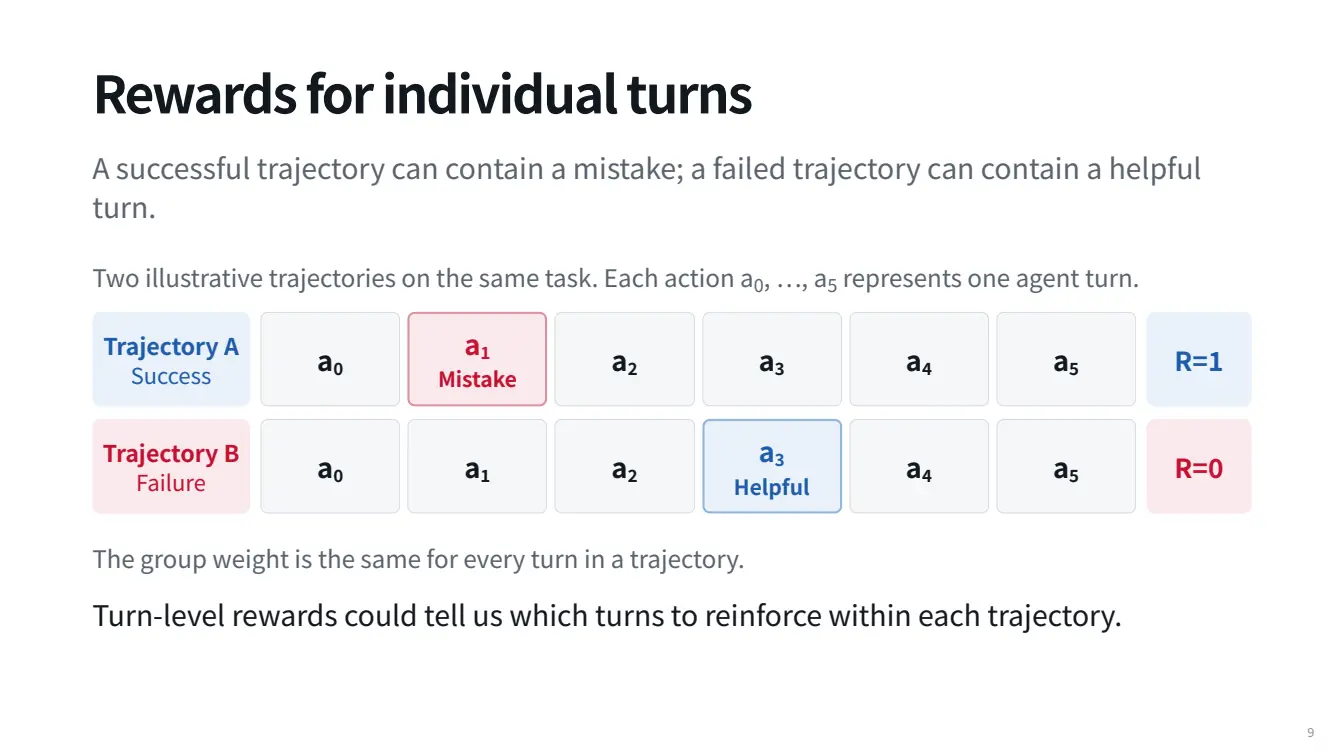 Rewards for individual turns
A successful trajectory can contain a mistake; a failed trajectory can contain a helpful
turn.
Two illustrative trajectories on the same task. Each action a₀, …, a₅ represents one agent turn.
Trajectory A
Success
a₀
a₁
Mistake
a₂
a₃
a₄
a₅
R=1
Trajectory B
Failure
a₀
a₁
a₂
a₃
Helpful
a₄
a₅
R=0
The group weight is the same for every turn in a trajectory.
Turn-level rewards could tell us which turns to reinforce within each trajectory.
9